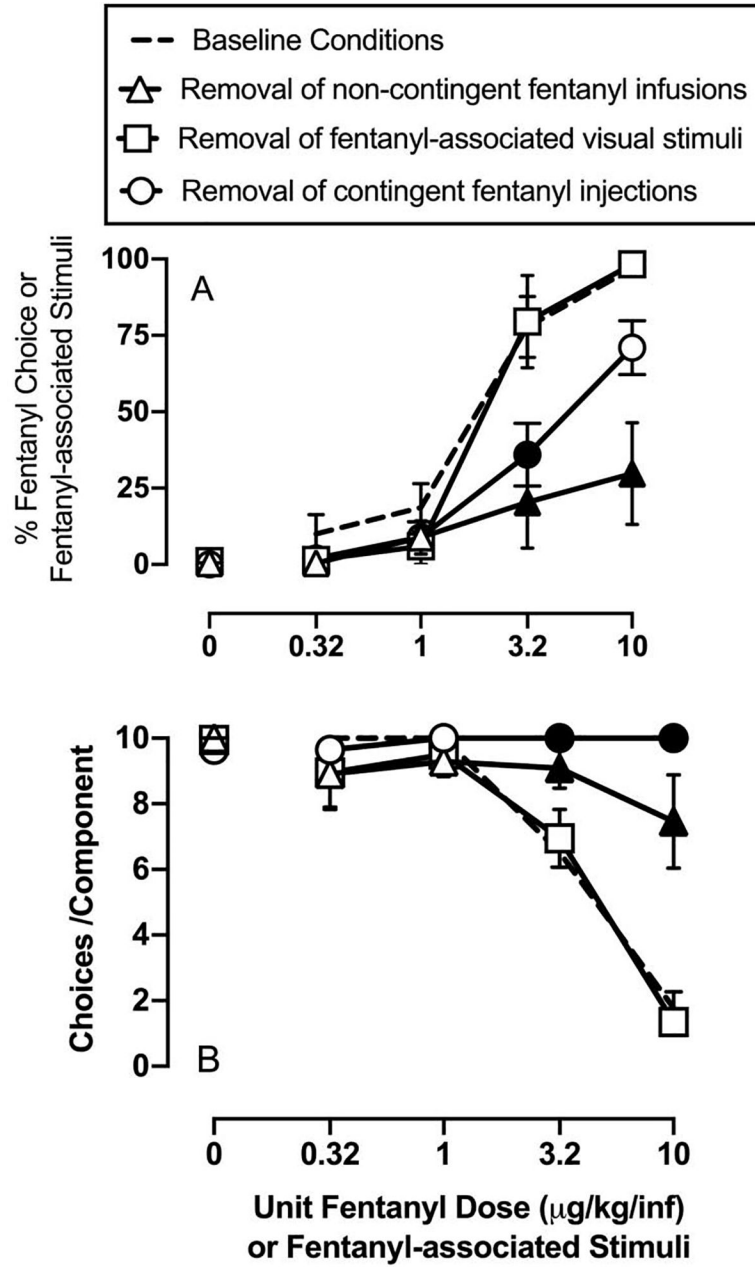 Baseline Conditions
Removal of non-contingent fentanyl infusions
Removal of fentanyl-associated visual stimuli
Removal of contingent fentanyl injections
% Fentanyl Choice or
Fentanyl-associated Stimuli
A
100
75
50
25
0
0 0.32 1 3.2 10
Choices /Component
10
8
6
4
2
0
B
0 0.32 1 3.2 10
Unit Fentanyl Dose (μg/kg/inf)
or Fentanyl-associated Stimuli